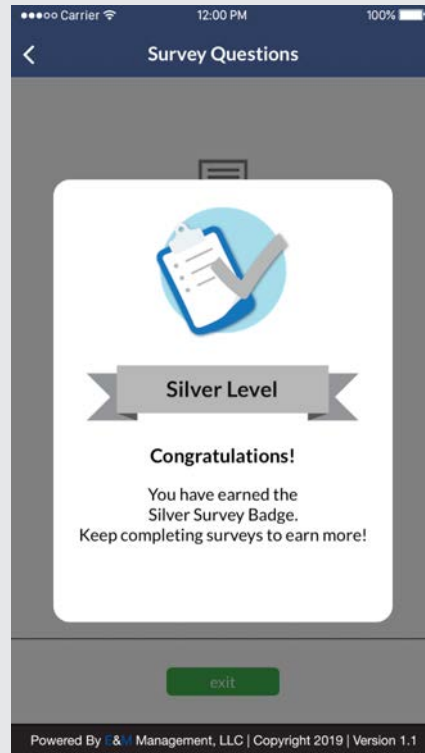 Carrier 12:00 PM 100%
Survey Questions
Silver Level
Congratulations!
You have earned the
Silver Survey Badge.
Keep completing surveys to earn more!
exit
Powered By E&M Management, LLC | Copyright 2019 | Version 1.1